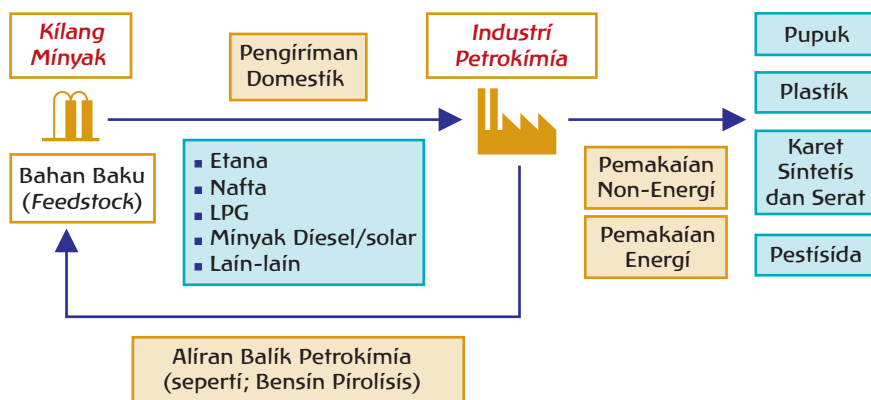 Kilang
Minyak
Bahan Baku
(Feedstock)
Pengiriman
Domestik
▪ Etana
▪ Nafta
▪ LPG
▪ Minyak Diesel/solar
▪ Lain-lain
Industri
Petrokimia
Pemakaian
Non-Energi
Pemakaian
Energi
Pupuk
Plastik
Karet
Sintetis
dan Serat
Pestisida
Aliran Balik Petrokimia
(seperti; Bensin Pirolisis)